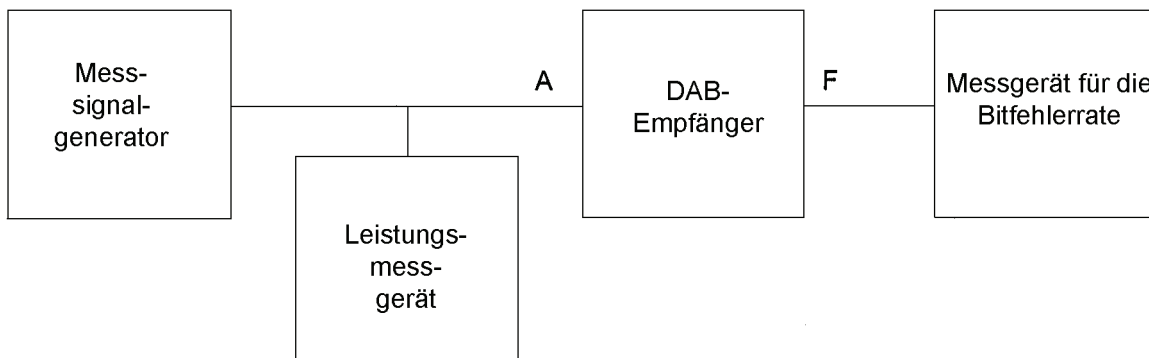 Mess-
signal-
generator
A
DAB-
Empfänger
F
Messgerät für die
Bitfehlerrate
Leistungs-
mess-
gerät